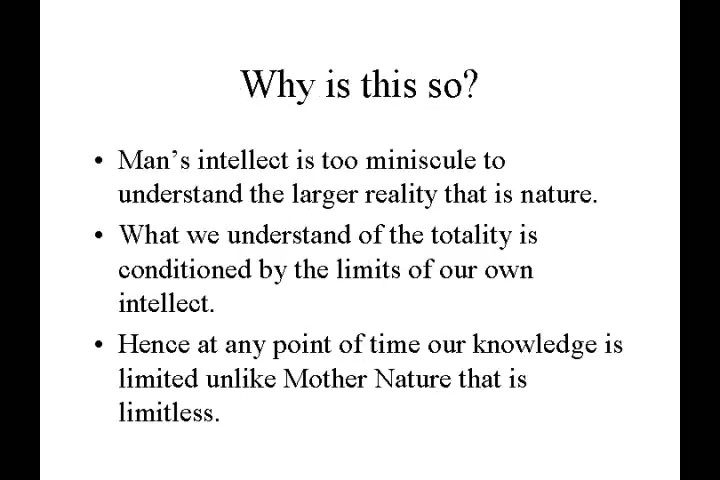 Why is this so?
• Man's intellect is too miniscule to
understand the larger reality that is nature.
• What we understand of the totality is
conditioned by the limits of our own
intellect.
• Hence at any point of time our knowledge is
limited unlike Mother Nature that is
limitless.